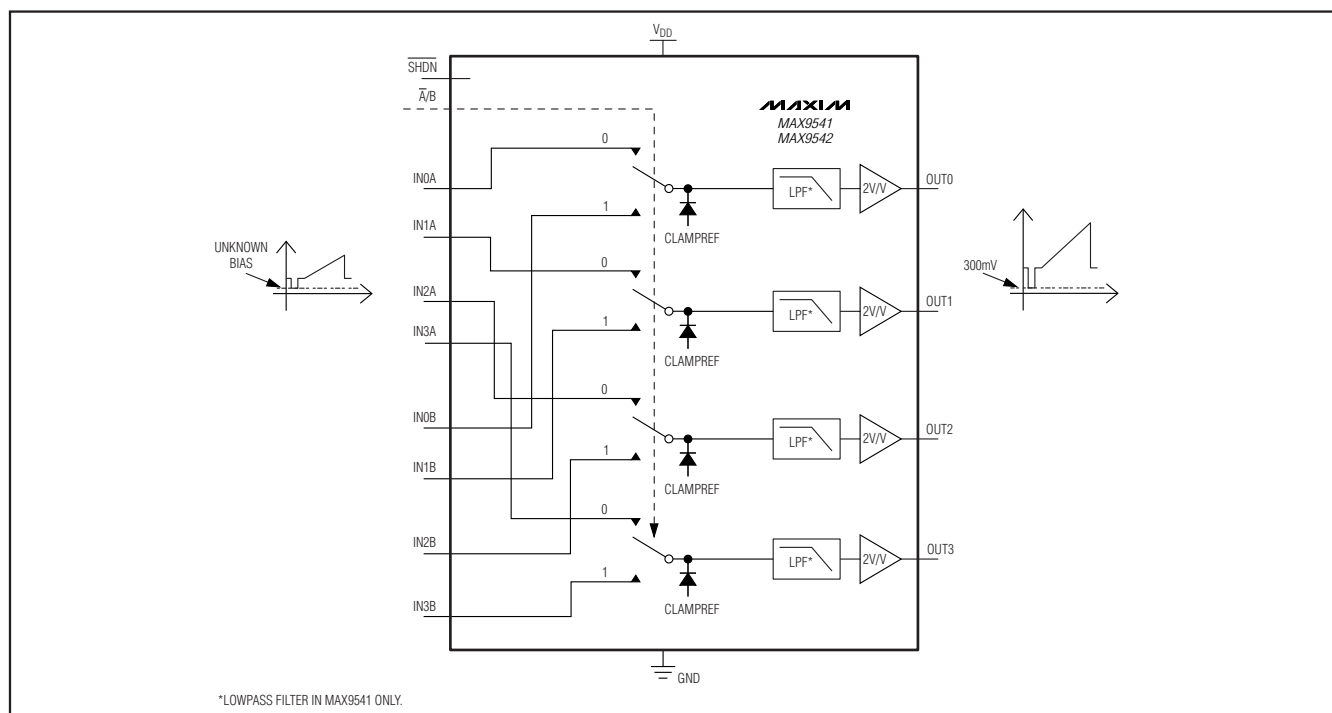 V_DD
S̅H̅D̅N̅
A̅/B
MAXIM
MAX9541
MAX9542
0
IN0A
LPF*
2V/V
OUT0
1
CLAMPREF
IN1A
UNKNOWN
BIAS
0
300mV
IN2A
LPF*
2V/V
OUT1
1
IN3A
CLAMPREF
0
IN0B
LPF*
2V/V
OUT2
1
IN1B
CLAMPREF
0
IN2B
LPF*
2V/V
OUT3
1
IN3B
CLAMPREF
GND
*LOWPASS FILTER IN MAX9541 ONLY.